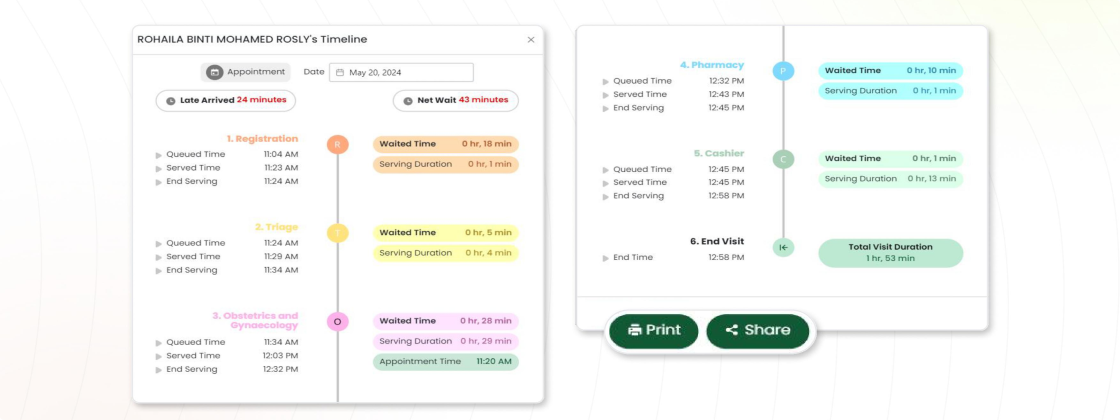 ROHAILA BINTI MOHAMED ROSLY's Timeline ×
Appointment Date May 20, 2024
Late Arrived 24 minutes Net Wait 43 minutes
1. Registration R Waited Time 0 hr, 18 min
Queued Time 11:04 AM Serving Duration 0 hr, 1 min
Served Time 11:23 AM
End Serving 11:24 AM
2. Triage T Waited Time 0 hr, 5 min
Queued Time 11:24 AM Serving Duration 0 hr, 4 min
Served Time 11:29 AM
End Serving 11:34 AM
3. Obstetrics and
Gynaecology O Waited Time 0 hr, 28 min
Queued Time 11:34 AM Serving Duration 0 hr, 29 min
Served Time 12:03 PM Appointment Time 11:20 AM
End Serving 12:32 PM
4. Pharmacy P Waited Time 0 hr, 10 min
Queued Time 12:32 PM Serving Duration 0 hr, 1 min
Served Time 12:43 PM
End Serving 12:45 PM
5. Cashier C Waited Time 0 hr, 1 min
Queued Time 12:45 PM Serving Duration 0 hr, 13 min
Served Time 12:45 PM
End Serving 12:58 PM
6. End Visit Total Visit Duration
End Time 12:58 PM 1 hr, 53 min
Print Share